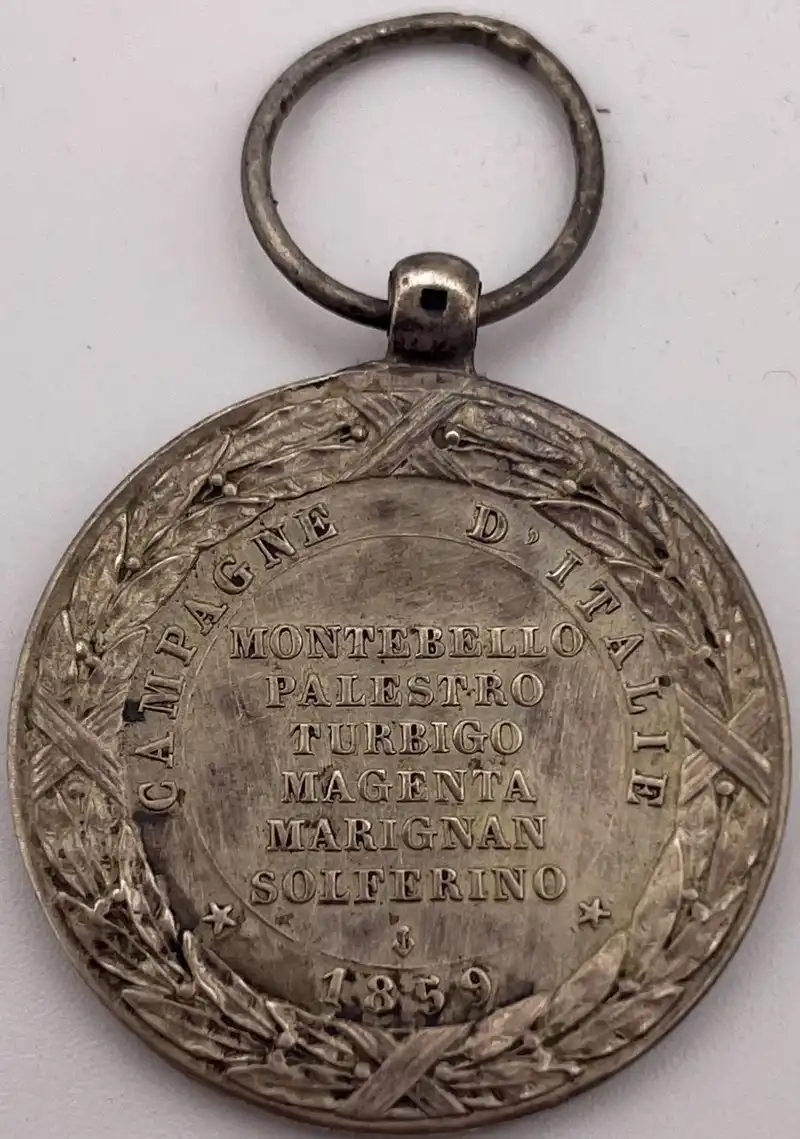 CAMPAGNE D'ITALIE
MONTEBELLO
PALESTRO
TURBIGO
MAGENTA
MARIGNAN
SOLFERINO
1859